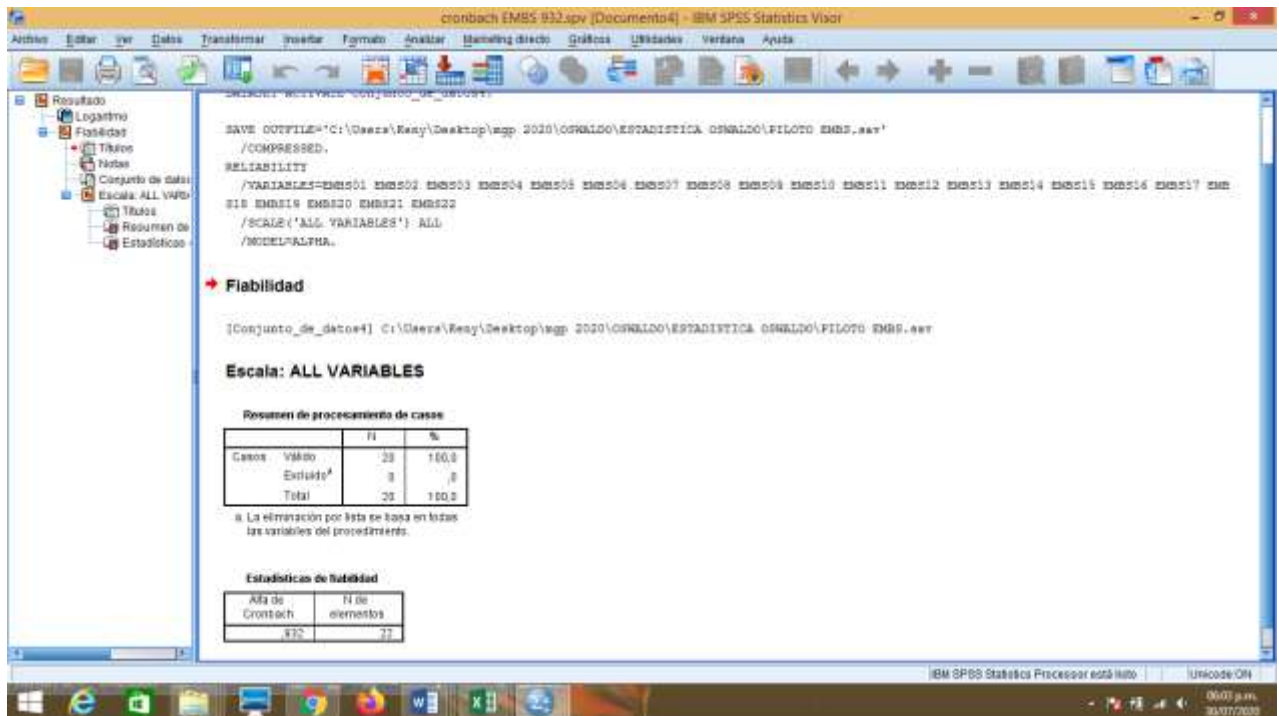 cronbach EMBS 932.spv [Documento4] - IBM SPSS Statistics Visor
Archivo Editar Ver Datos Transformar Insertar Formato Analizar Marketing directo Gráficos Utilidades Ventana Ayuda
Resultado
Logaritmo
Fiabilidad
Títulos
Notas
Conjunto de datos
Escala: ALL VARIA
Títulos
Resumen de
Estadísticas
SAVE OUTFILE='C:\Users\Keny\Desktop\mgp 2020\OSWALDO\ESTADISTICA OSWALDO\PILOTO EMBS.sav'
/COMPRESSED.
RELIABILITY
/VARIABLES=EMBS01 EMBS02 EMBS03 EMBS04 EMBS05 EMBS06 EMBS07 EMBS08 EMBS09 EMBS10 EMBS11 EMBS12 EMBS13 EMBS14 EMBS15 EMBS16 EMBS17 EMB
S18 EMBS19 EMBS20 EMBS21 EMBS22
/SCALE('ALL VARIABLES') ALL
/MODEL=ALPHA.
Fiabilidad
[Conjunto_de_datos4] C:\Users\Keny\Desktop\mgp 2020\OSWALDO\ESTADISTICA OSWALDO\PILOTO EMBS.sav
Escala: ALL VARIABLES
Resumen de procesamiento de casos
N %
Casos Válido 20 100,0
Excluido a 0 ,0
Total 20 100,0
a. La eliminación por lista se basa en todas
las variables del procedimiento.
Estadísticas de fiabilidad
Alfa de Cronbach N de elementos
,932 22
IBM SPSS Statistics Processor está listo Unicode:ON
06:03 p.m.
30/07/2020